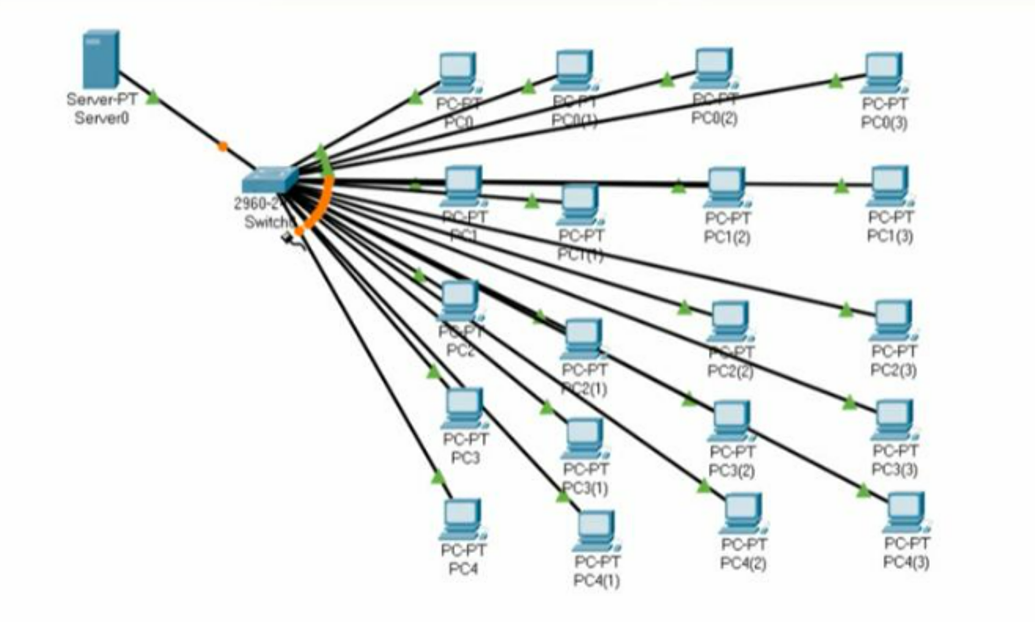 Server-PT
Server0
PC-PT
PC0
PC-PT
PC0(1)
PC-PT
PC0(2)
PC-PT
PC0(3)
2960-2
Switch
PC-PT
PC1
PC-PT
PC1(1)
PC-PT
PC1(2)
PC-PT
PC1(3)
PC-PT
PC2
PC-PT
PC2(1)
PC-PT
PC2(2)
PC-PT
PC2(3)
PC-PT
PC3
PC-PT
PC3(1)
PC-PT
PC3(2)
PC-PT
PC3(3)
PC-PT
PC4
PC-PT
PC4(1)
PC-PT
PC4(2)
PC-PT
PC4(3)